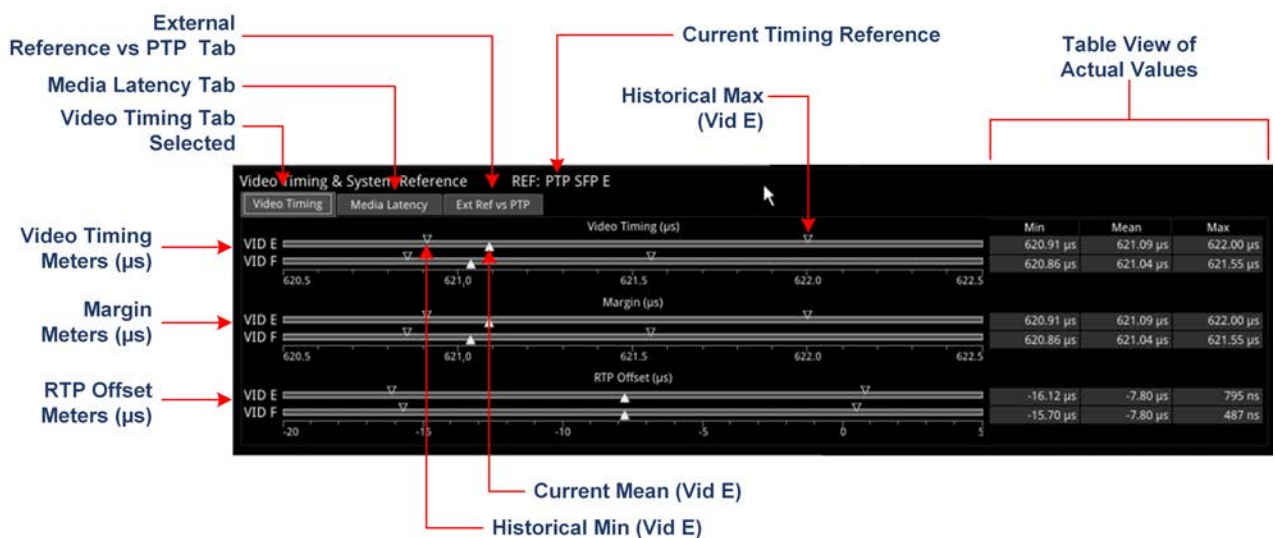 External
Reference vs PTP Tab
Media Latency Tab
Video Timing Tab
Selected
Current Timing Reference
Historical Max
(Vid E)
Table View of
Actual Values
Video Timing & System Reference REF: PTP SFP E
Video Timing Media Latency Ext Ref vs PTP
Video Timing
Meters (µs)
Video Timing (µs)
Min Mean Max
VID E 620.91 µs 621.09 µs 622.00 µs
VID F 620.86 µs 621.04 µs 621.55 µs
620.5 621,0 621.5 622.0 622.5
Margin
Meters (µs)
Margin (µs)
VID E 620.91 µs 621.09 µs 622.00 µs
VID F 620.86 µs 621.04 µs 621.55 µs
620.5 621,0 621.5 622.0 622.5
RTP Offset
Meters (µs)
RTP Offset (µs)
VID E -16.12 µs -7.80 µs 795 ns
VID F -15.70 µs -7.80 µs 487 ns
-20 -15 -10 -5 0 5
Current Mean (Vid E)
Historical Min (Vid E)